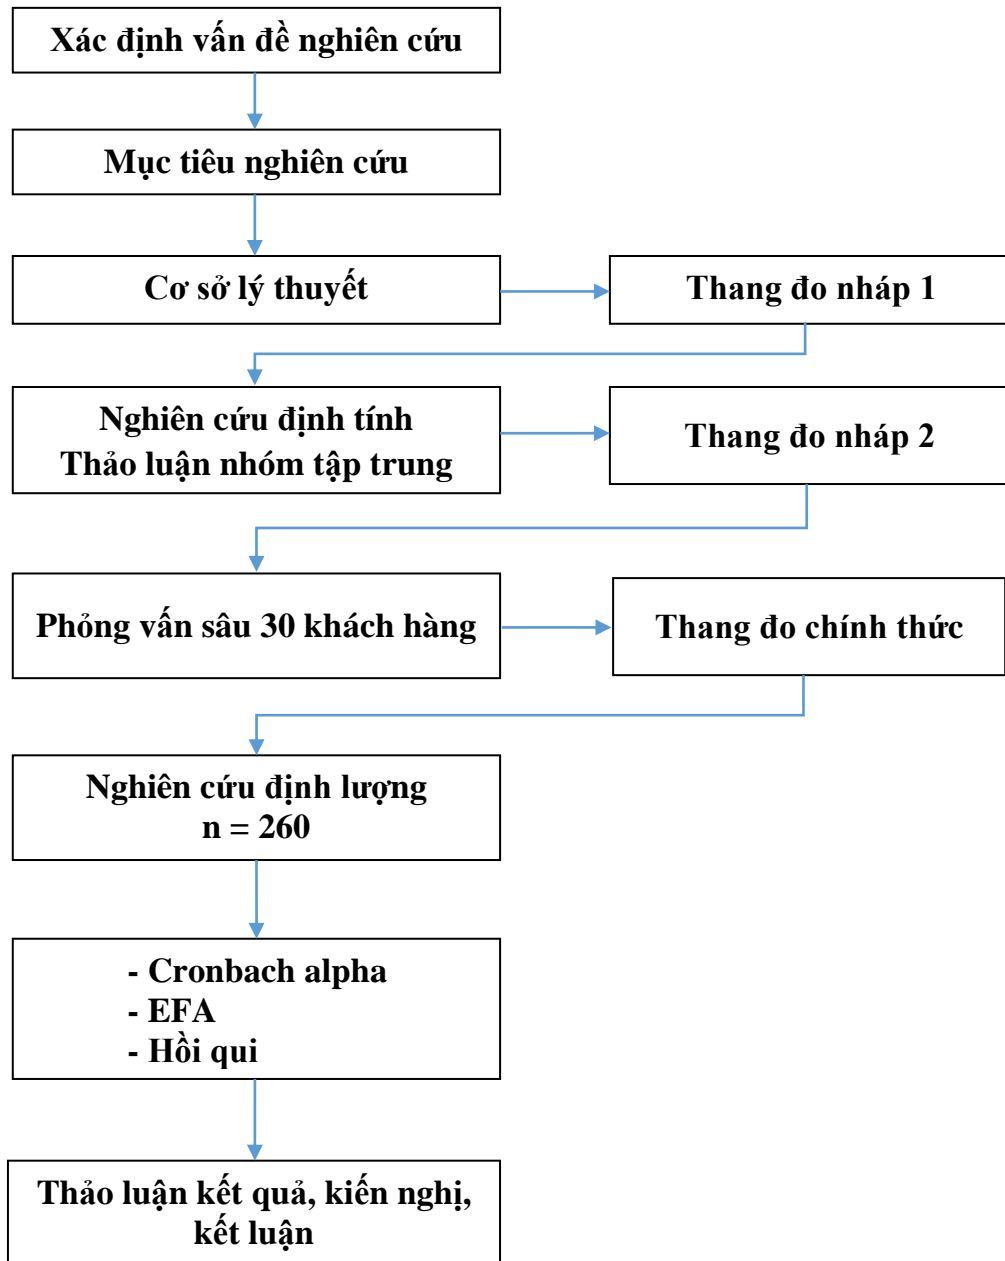 Xác định vấn đề nghiên cứu
Mục tiêu nghiên cứu
Cơ sở lý thuyết
Thang đo nháp 1
Nghiên cứu định tính
Thảo luận nhóm tập trung
Thang đo nháp 2
Phỏng vấn sâu 30 khách hàng
Thang đo chính thức
Nghiên cứu định lượng
n = 260
- Cronbach alpha
- EFA
- Hồi qui
Thảo luận kết quả, kiến nghị,
kết luận